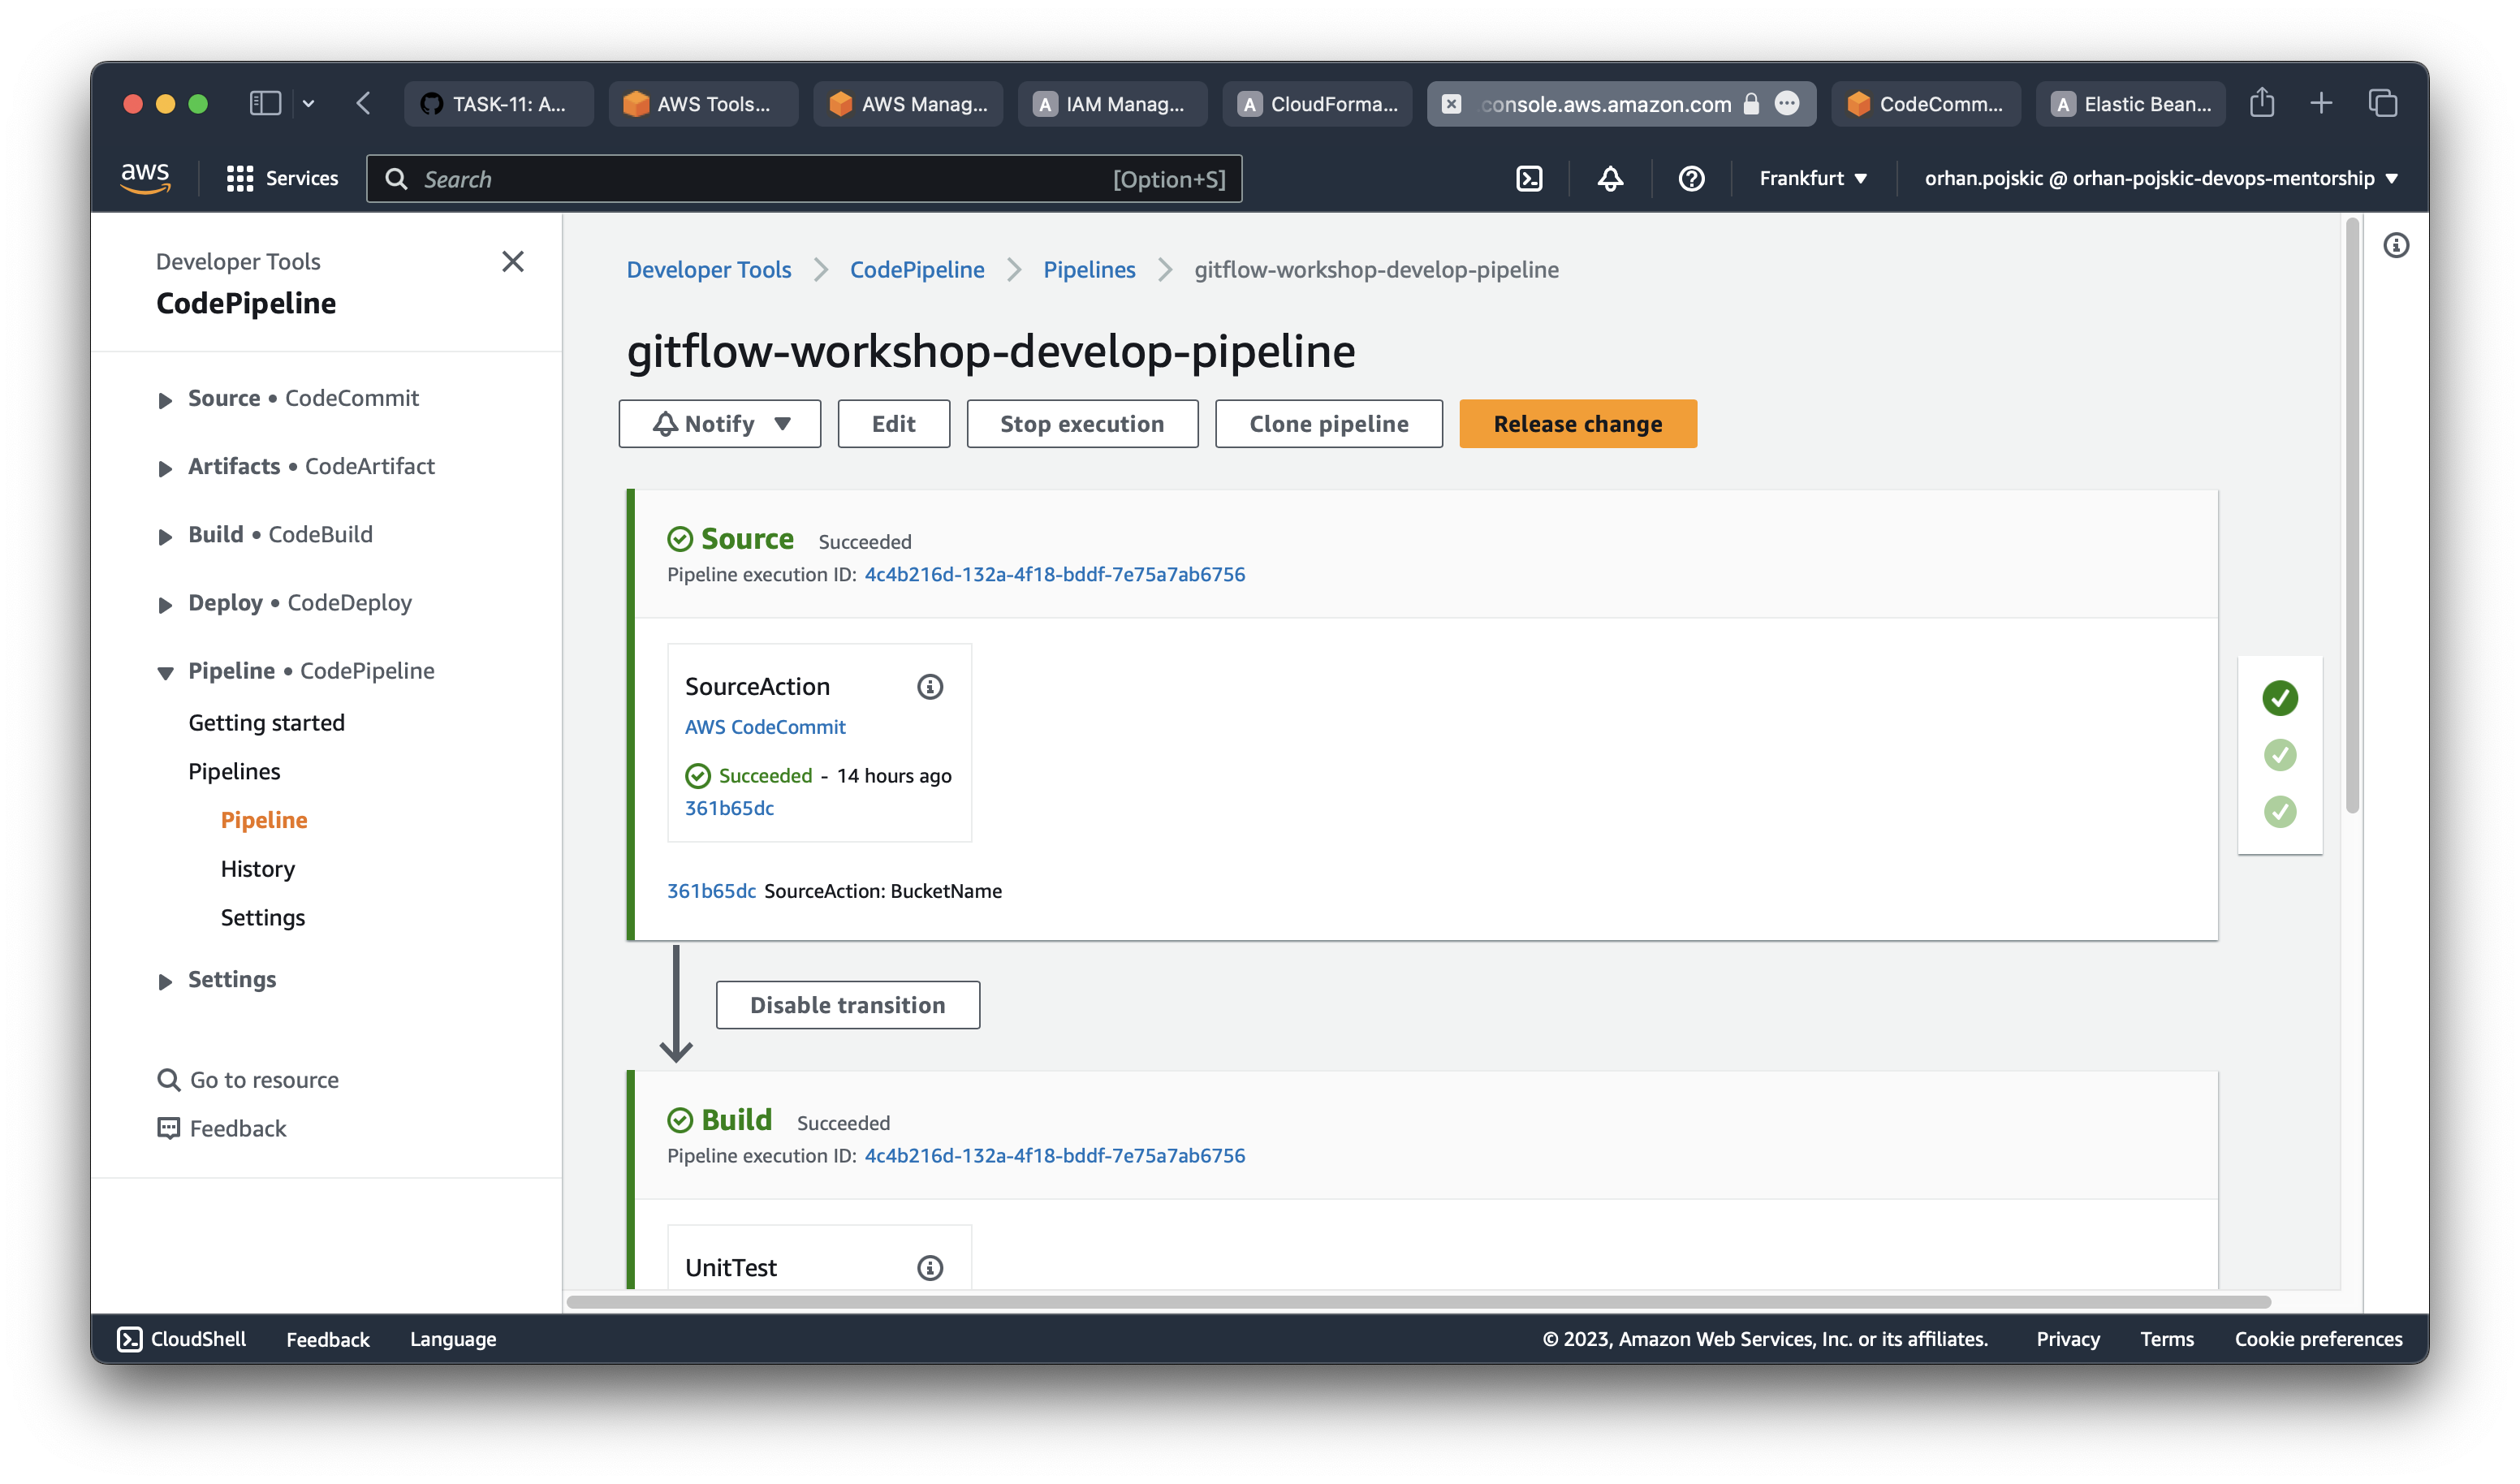 TASK-11: A...
AWS Tools...
AWS Manag...
A IAM Manag...
A CloudForma...
console.aws.amazon.com
CodeComm...
A Elastic Bean...
aws
Services
Search
[Option+S]
Frankfurt
orhan.pojskic @ orhan-pojskic-devops-mentorship
Developer Tools
CodePipeline
Source • CodeCommit
Artifacts • CodeArtifact
Build • CodeBuild
Deploy • CodeDeploy
Pipeline • CodePipeline
Getting started
Pipelines
Pipeline
History
Settings
Settings
Go to resource
Feedback
Developer Tools
CodePipeline
Pipelines
gitflow-workshop-develop-pipeline
gitflow-workshop-develop-pipeline
Notify
Edit
Stop execution
Clone pipeline
Release change
Source Succeeded
Pipeline execution ID: 4c4b216d-132a-4f18-bddf-7e75a7ab6756
SourceAction
AWS CodeCommit
Succeeded - 14 hours ago
361b65dc
361b65dc SourceAction: BucketName
Disable transition
Build Succeeded
Pipeline execution ID: 4c4b216d-132a-4f18-bddf-7e75a7ab6756
UnitTest
CloudShell
Feedback
Language
© 2023, Amazon Web Services, Inc. or its affiliates.
Privacy
Terms
Cookie preferences